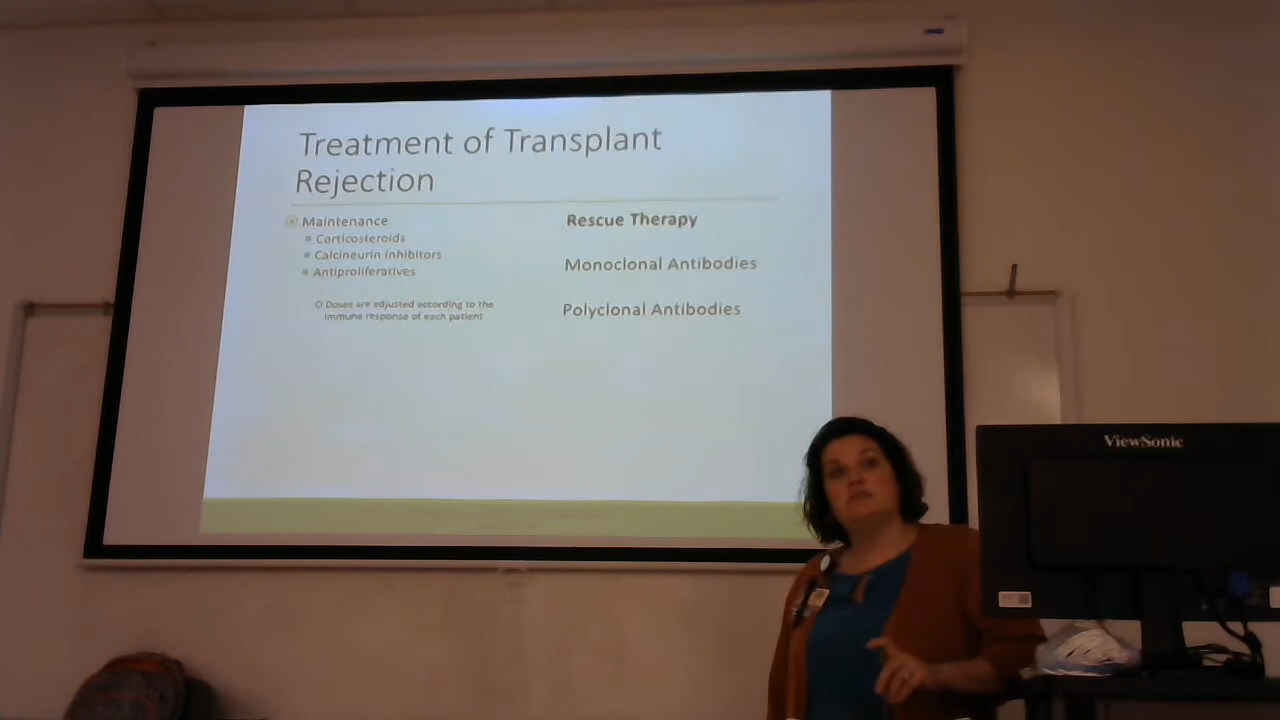 Treatment of Transplant
Rejection
Maintenance
Corticosteroids
Calcineurin Inhibitors
Antiproliferatives
Doses are adjusted according to the
immune response of each patient
Rescue Therapy
Monoclonal Antibodies
Polyclonal Antibodies
ViewSonic